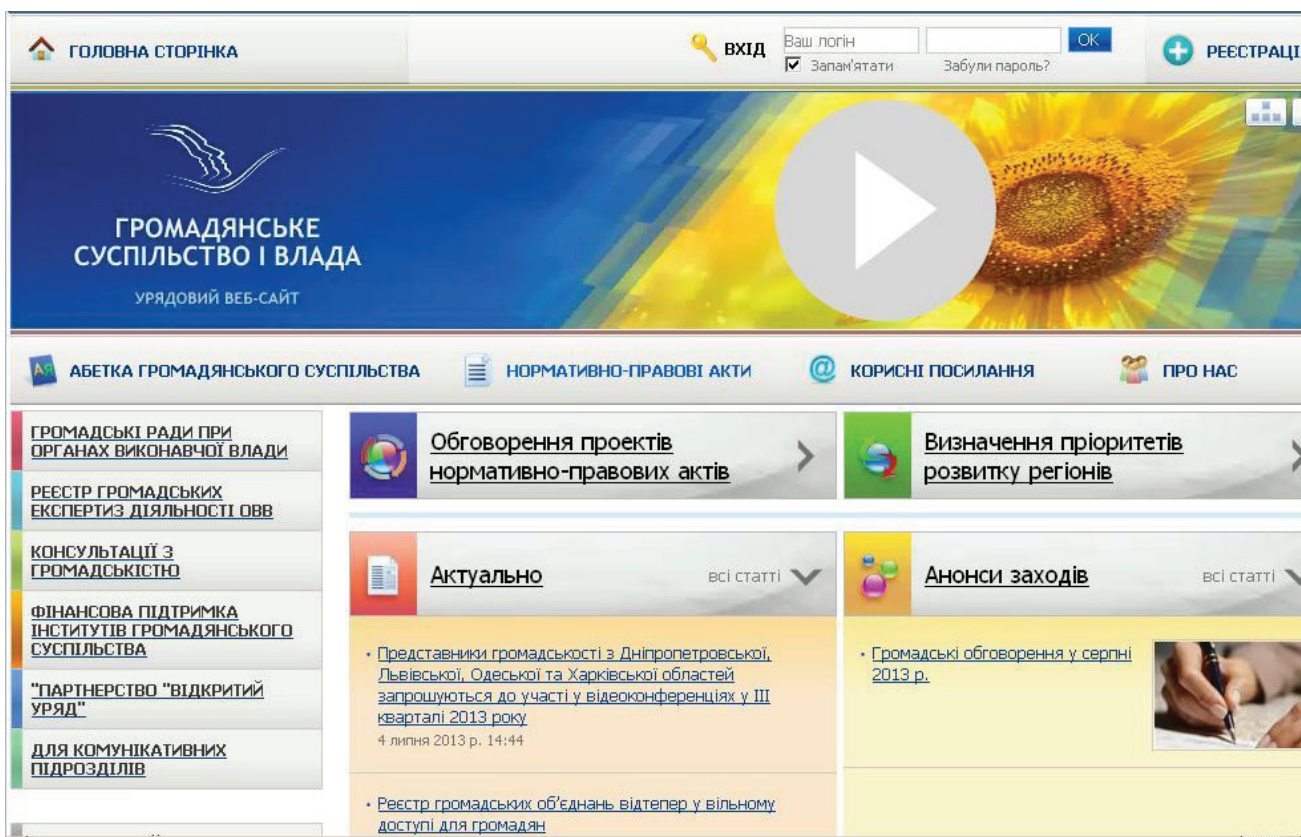 ГОЛОВНА СТОРІНКА
ВХІД
Ваш логін
OK
Запам'ятати
Забули пароль?
РЕЄСТРАЦІ
ГРОМАДЯНСЬКЕ
СУСПІЛЬСТВО І ВЛАДА
УРЯДОВИЙ ВЕБ-САЙТ
АБЕТКА ГРОМАДЯНСЬКОГО СУСПІЛЬСТВА
НОРМАТИВНО-ПРАВОВІ АКТИ
КОРИСНІ ПОСИЛАННЯ
ПРО НАС
ГРОМАДСЬКІ РАДИ ПРИ
ОРГАНАХ ВИКОНАВЧОЇ ВЛАДИ
РЕЄСТР ГРОМАДСЬКИХ
ЕКСПЕРТИЗ ДІЯЛЬНОСТІ ОВВ
КОНСУЛЬТАЦІЇ З
ГРОМАДСЬКІСТЮ
ФІНАНСОВА ПІДТРИМКА
ІНСТИТУТІВ ГРОМАДЯНСЬКОГО
СУСПІЛЬСТВА
"ПАРТНЕРСТВО "ВІДКРИТИЙ
УРЯД"
ДЛЯ КОМУНІКАТИВНИХ
ПІДРОЗДІЛІВ
Обговорення проектів
нормативно-правових актів
Визначення пріоритетів
розвитку регіонів
Актуально
всі статті
• Представники громадськості з Дніпропетровської,
Львівської, Одеської та Харківської областей
запрошуються до участі у відеоконференціях у III
кварталі 2013 року
4 липня 2013 р. 14:44
• Реєстр громадських об'єднань відтепер у вільному
доступі для громадян
Анонси заходів
всі статті
• Громадські обговорення у серпні
2013 р.